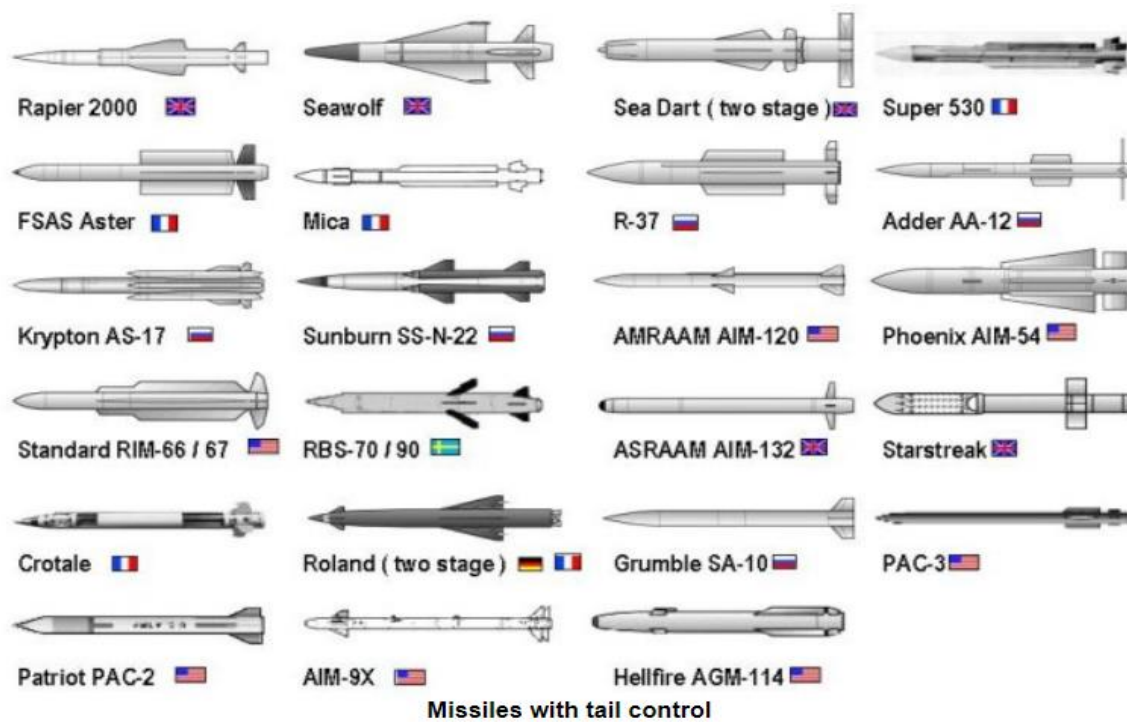 Rapier 2000
Seawolf
Sea Dart ( two stage )
Super 530
FSAS Aster
Mica
R-37
Adder AA-12
Krypton AS-17
Sunburn SS-N-22
AMRAAM AIM-120
Phoenix AIM-54
Standard RIM-66 / 67
RBS-70 / 90
ASRAAM AIM-132
Starstreak
Crotale
Roland ( two stage )
Grumble SA-10
PAC-3
Patriot PAC-2
AIM-9X
Hellfire AGM-114
Missiles with tail control